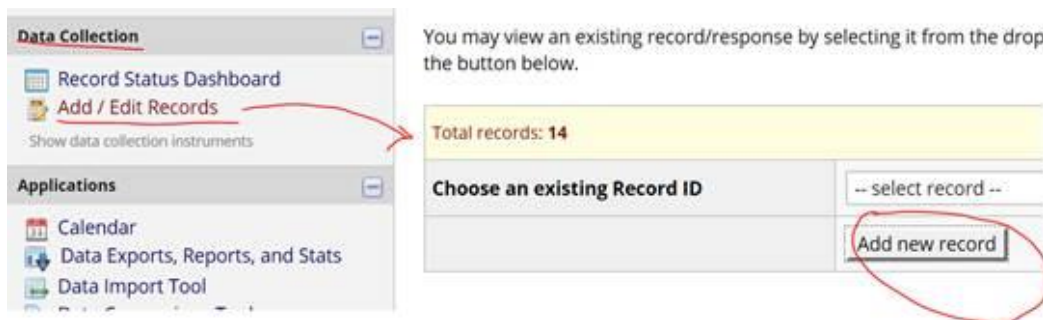 Data Collection
Record Status Dashboard
Add / Edit Records
Show data collection instruments
Applications
Calendar
Data Exports, Reports, and Stats
Data Import Tool
You may view an existing record/response by selecting it from the drop
the button below.
Total records: 14
Choose an existing Record ID
-- select record --
Add new record